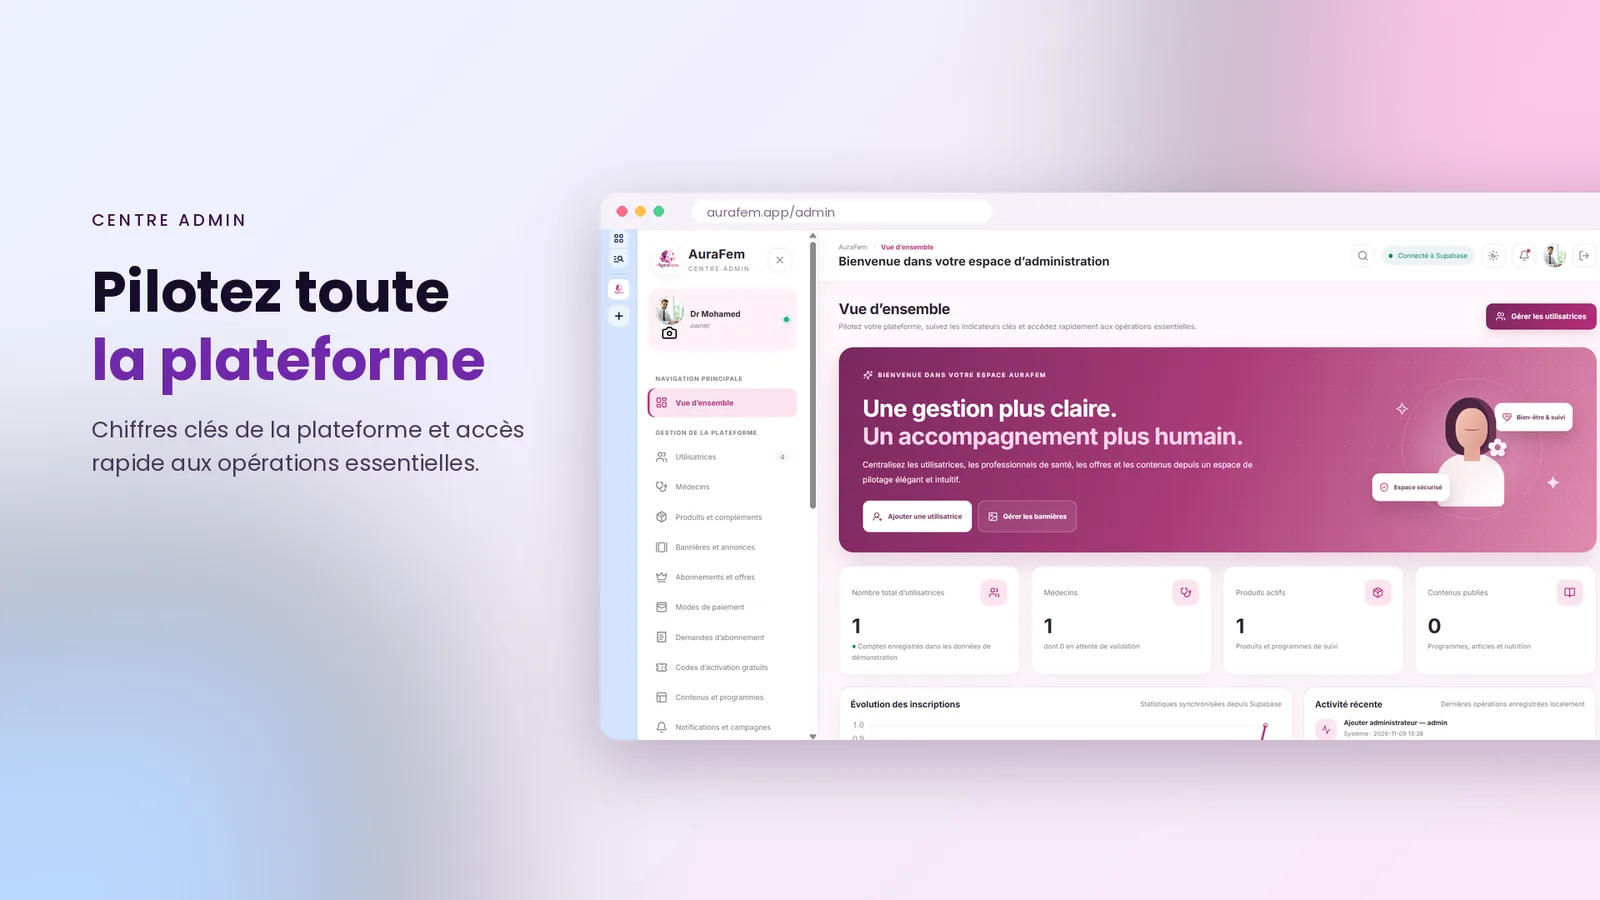 CENTRE ADMIN
Pilotez toute
la plateforme
Chiffres clés de la plateforme et accès
rapide aux opérations essentielles.
aurafem.app/admin
AuraFem
CENTRE ADMIN
Dr Mohamed
owner
NAVIGATION PRINCIPALE
Vue d'ensemble
GESTION DE LA PLATEFORME
Utilisatrices 4
Médecins
Produits et compléments
Bannières et annonces
Abonnements et offres
Modes de paiement
Demandes d'abonnement
Codes d'activation gratuits
Contenus et programmes
Notifications et campagnes
AuraFem / Vue d'ensemble
Bienvenue dans votre espace d'administration
Connecté à Supabase
Vue d'ensemble
Pilotez votre plateforme, suivez les indicateurs clés et accédez rapidement aux opérations essentielles.
Gérer les utilisatrices
BIENVENUE DANS VOTRE ESPACE AURAFEM
Une gestion plus claire.
Un accompagnement plus humain.
Centralisez les utilisatrices, les professionnels de santé, les offres et les contenus depuis un espace de
pilotage élégant et intuitif.
Ajouter une utilisatrice
Gérer les bannières
Bien-être & suivi
Espace sécurisé
Nombre total d'utilisatrices
1
Comptes enregistrés dans les données de
démonstration
Médecins
1
dont 0 en attente de validation
Produits actifs
1
Produits et programmes de suivi
Contenus publiés
0
Programmes, articles et nutrition
Évolution des inscriptions
Statistiques synchronisées depuis Supabase
1.0
0.9
Activité récente
Dernières opérations enregistrées localement
Ajouter administrateur — admin
Système · 2026-11-09 13:38